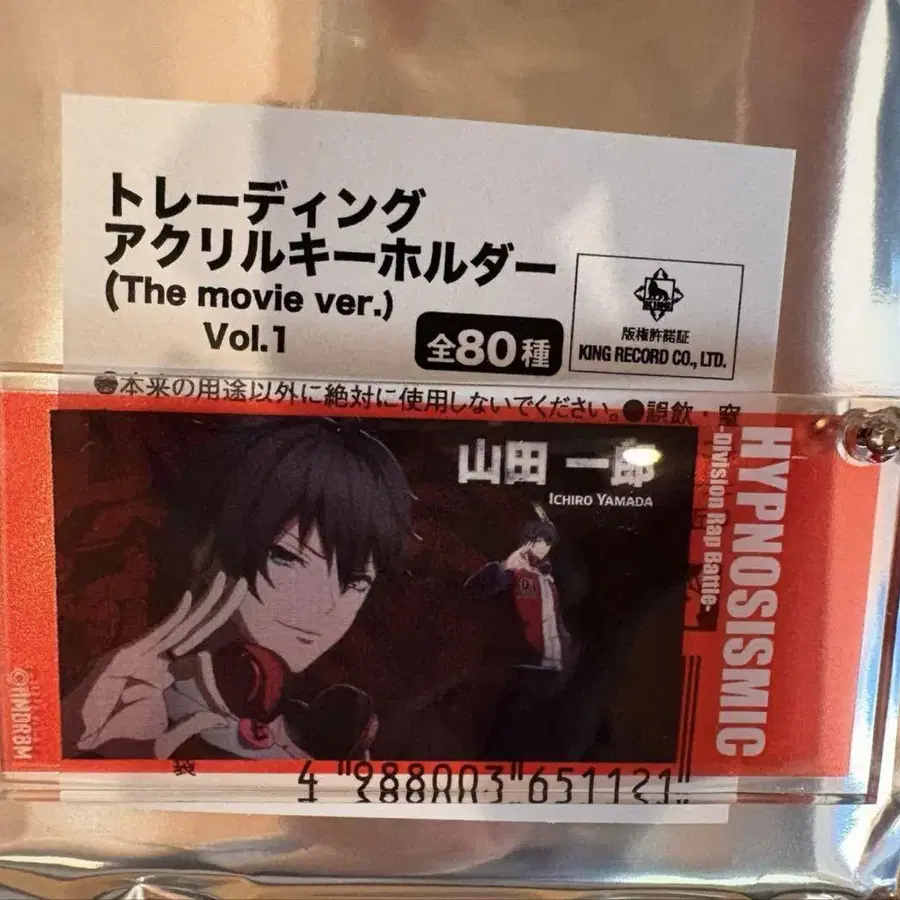 トレーディング
アクリルキーホルダー
(The movie ver.)
Vol.1
全80種
KING
版権許諾証
KING RECORD CO., LTD.
本来の用途以外に絶対に使用しないでください。●誤飲・窒
山田 一郎
ICHIRO YAMADA
HYPNOSISMIC
-Division Rap Battle-
©HMDRBM
袋
4 988003 651121